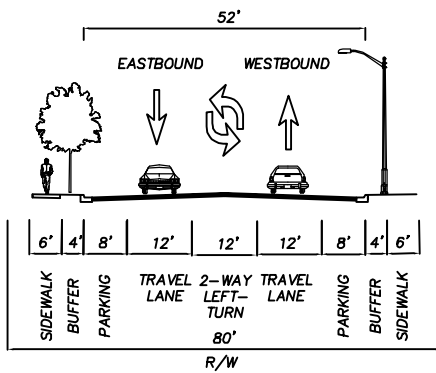 52'
EASTBOUND WESTBOUND
6' 4' 8' 12' 12' 12' 8' 4' 6'
SIDEWALK
BUFFER
PARKING
TRAVEL
LANE
2-WAY
LEFT-
TURN
TRAVEL
LANE
PARKING
BUFFER
SIDEWALK
80'
R/W